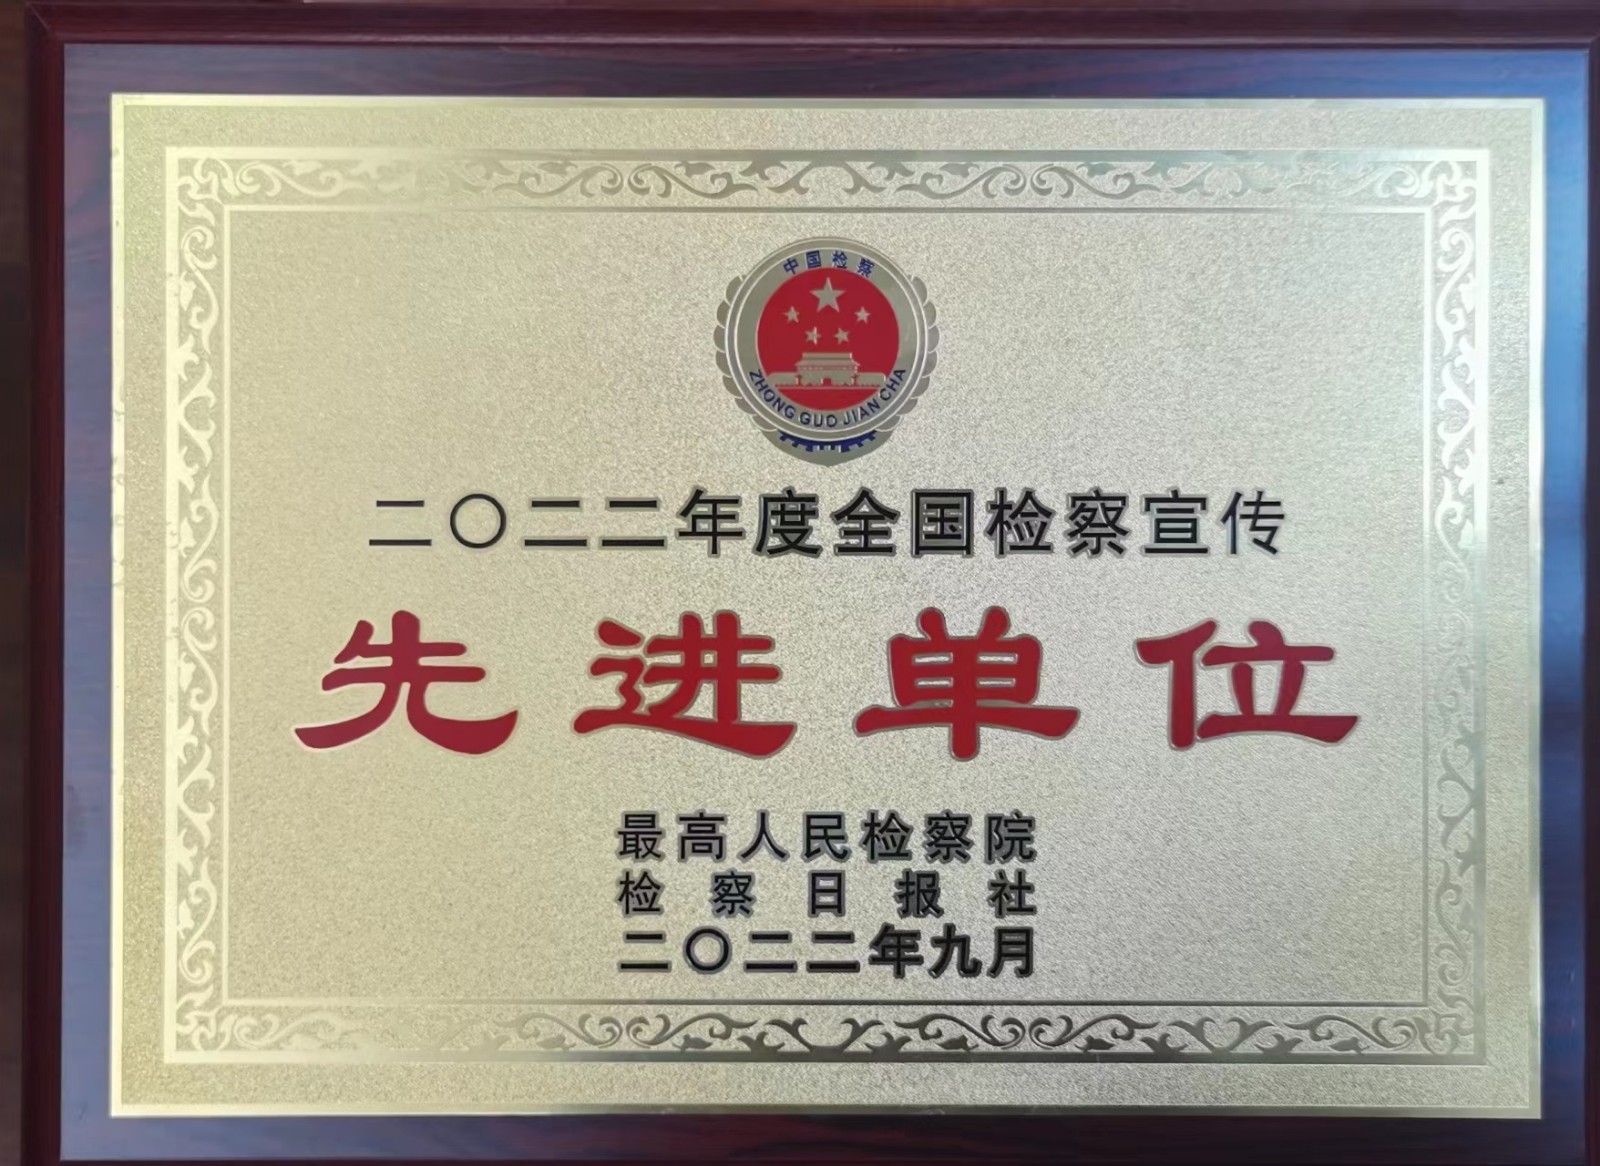 中国检察
ZHONG GUO JIAN CHA
二〇二二年度全国检察宣传
先进单位
最高人民检察院
检察日报社
二〇二二年九月